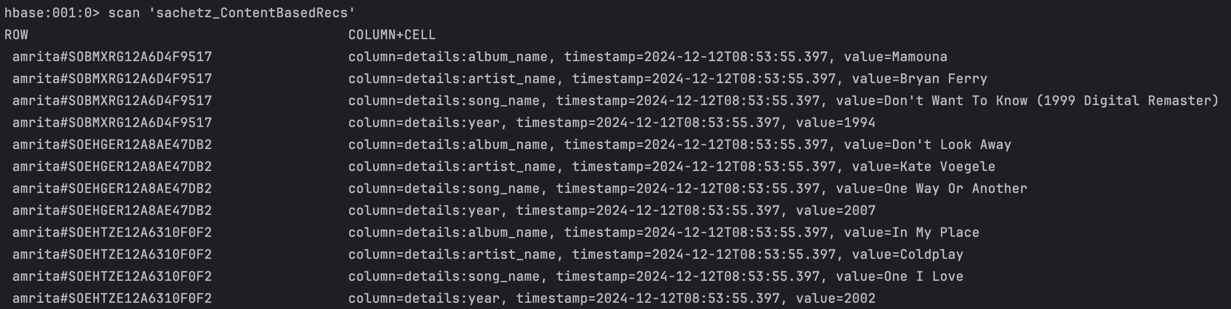 hbase:001:0> scan 'sachetz_ContentBasedRecs'
ROW COLUMN+CELL
amrita#SOBMXRG12A6D4F9517 column=details:album_name, timestamp=2024-12-12T08:53:55.397, value=Mamouna
amrita#SOBMXRG12A6D4F9517 column=details:artist_name, timestamp=2024-12-12T08:53:55.397, value=Bryan Ferry
amrita#SOBMXRG12A6D4F9517 column=details:song_name, timestamp=2024-12-12T08:53:55.397, value=Don't Want To Know (1999 Digital Remaster)
amrita#SOBMXRG12A6D4F9517 column=details:year, timestamp=2024-12-12T08:53:55.397, value=1994
amrita#SOEHGER12A8AE47DB2 column=details:album_name, timestamp=2024-12-12T08:53:55.397, value=Don't Look Away
amrita#SOEHGER12A8AE47DB2 column=details:artist_name, timestamp=2024-12-12T08:53:55.397, value=Kate Voegele
amrita#SOEHGER12A8AE47DB2 column=details:song_name, timestamp=2024-12-12T08:53:55.397, value=One Way Or Another
amrita#SOEHGER12A8AE47DB2 column=details:year, timestamp=2024-12-12T08:53:55.397, value=2007
amrita#SOEHTZE12A6310F0F2 column=details:album_name, timestamp=2024-12-12T08:53:55.397, value=In My Place
amrita#SOEHTZE12A6310F0F2 column=details:artist_name, timestamp=2024-12-12T08:53:55.397, value=Coldplay
amrita#SOEHTZE12A6310F0F2 column=details:song_name, timestamp=2024-12-12T08:53:55.397, value=One I Love
amrita#SOEHTZE12A6310F0F2 column=details:year, timestamp=2024-12-12T08:53:55.397, value=2002